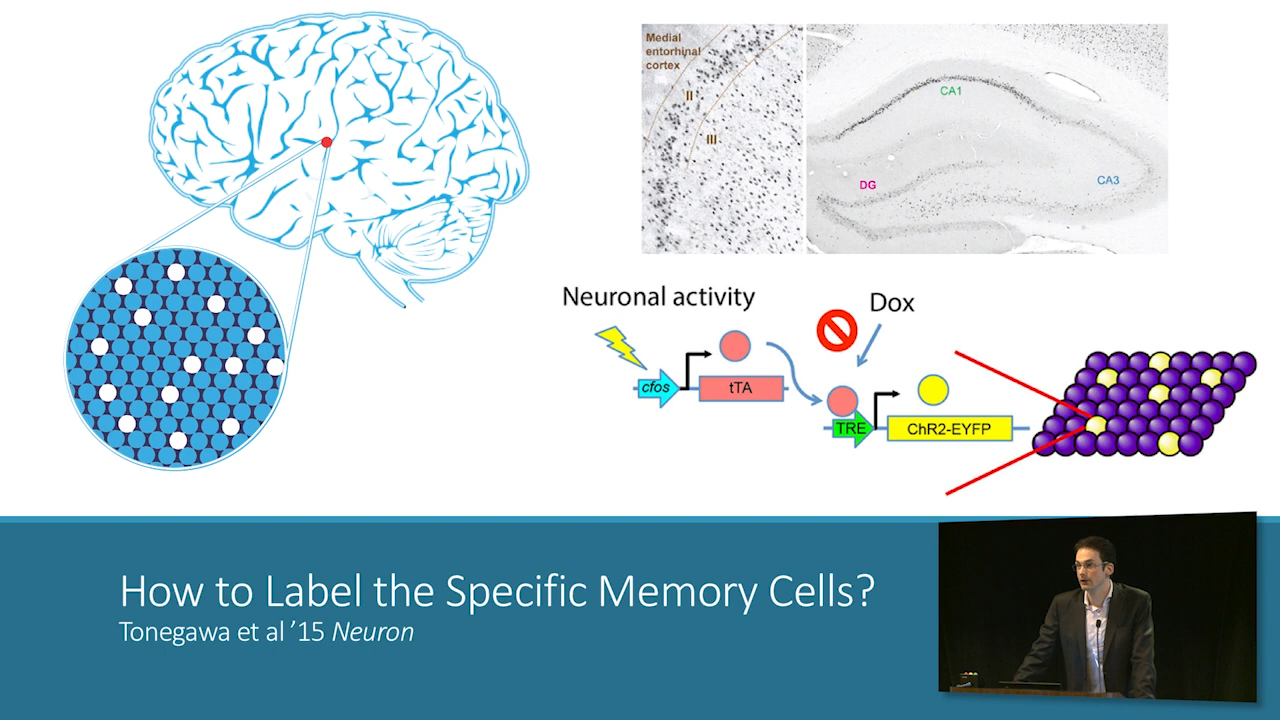 Medial
entorhinal
cortex
II
III
CA1
DG
CA3
Neuronal activity
Dox
cfos
tTA
TRE
ChR2-EYFP
How to Label the Specific Memory Cells?
Tonegawa et al ’15 Neuron